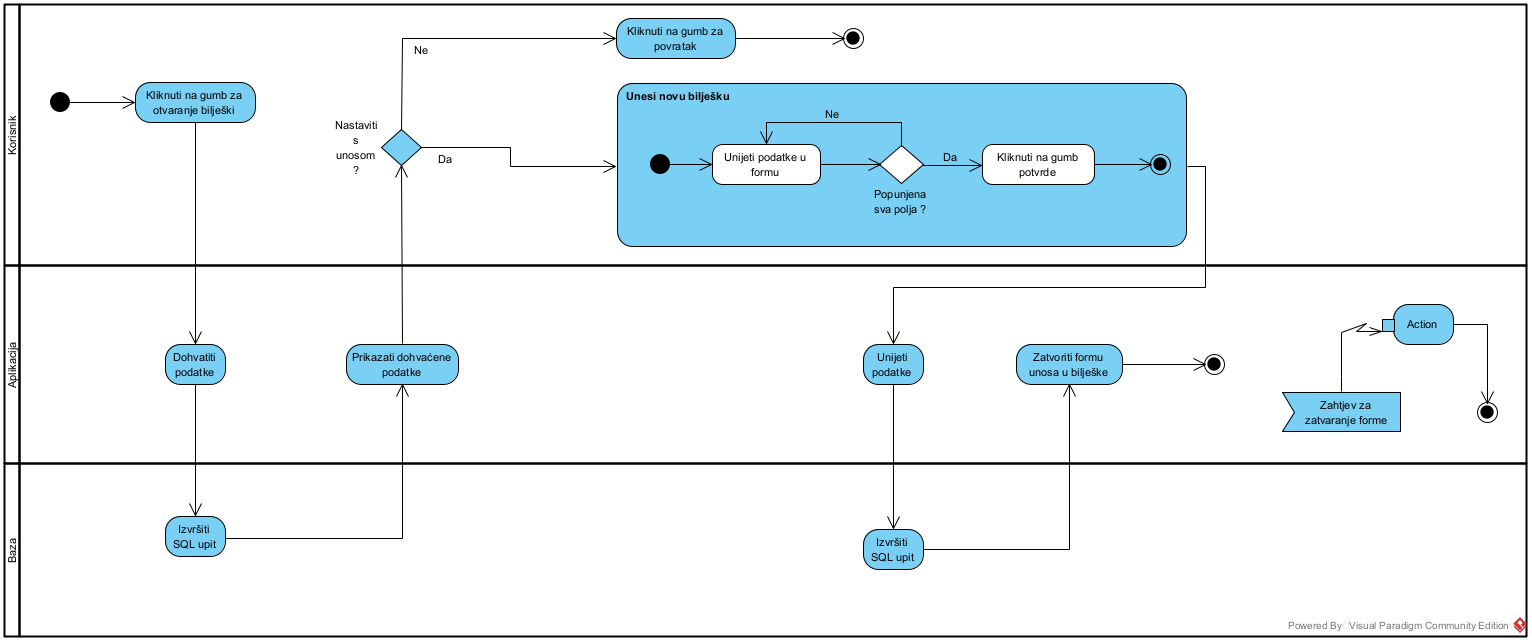 Korisnik
Kliknuti na gumb za
otvaranje bilješki
Nastaviti
s
unosom
?
Ne
Da
Kliknuti na gumb za
povratak
Unesi novu bilješku
Ne
Unijeti podatke u
formu
Da
Popunjena
sva polja ?
Kliknuti na gumb
potvrde
Aplikacija
Dohvatiti
podatke
Prikazati dohvaćene
podatke
Unijeti
podatke
Zatvoriti formu
unosa u bilješke
Action
Zahtjev za
zatvaranje forme
Baza
Izvršiti
SQL upit
Izvršiti
SQL upit
Powered By Visual Paradigm Community Edition